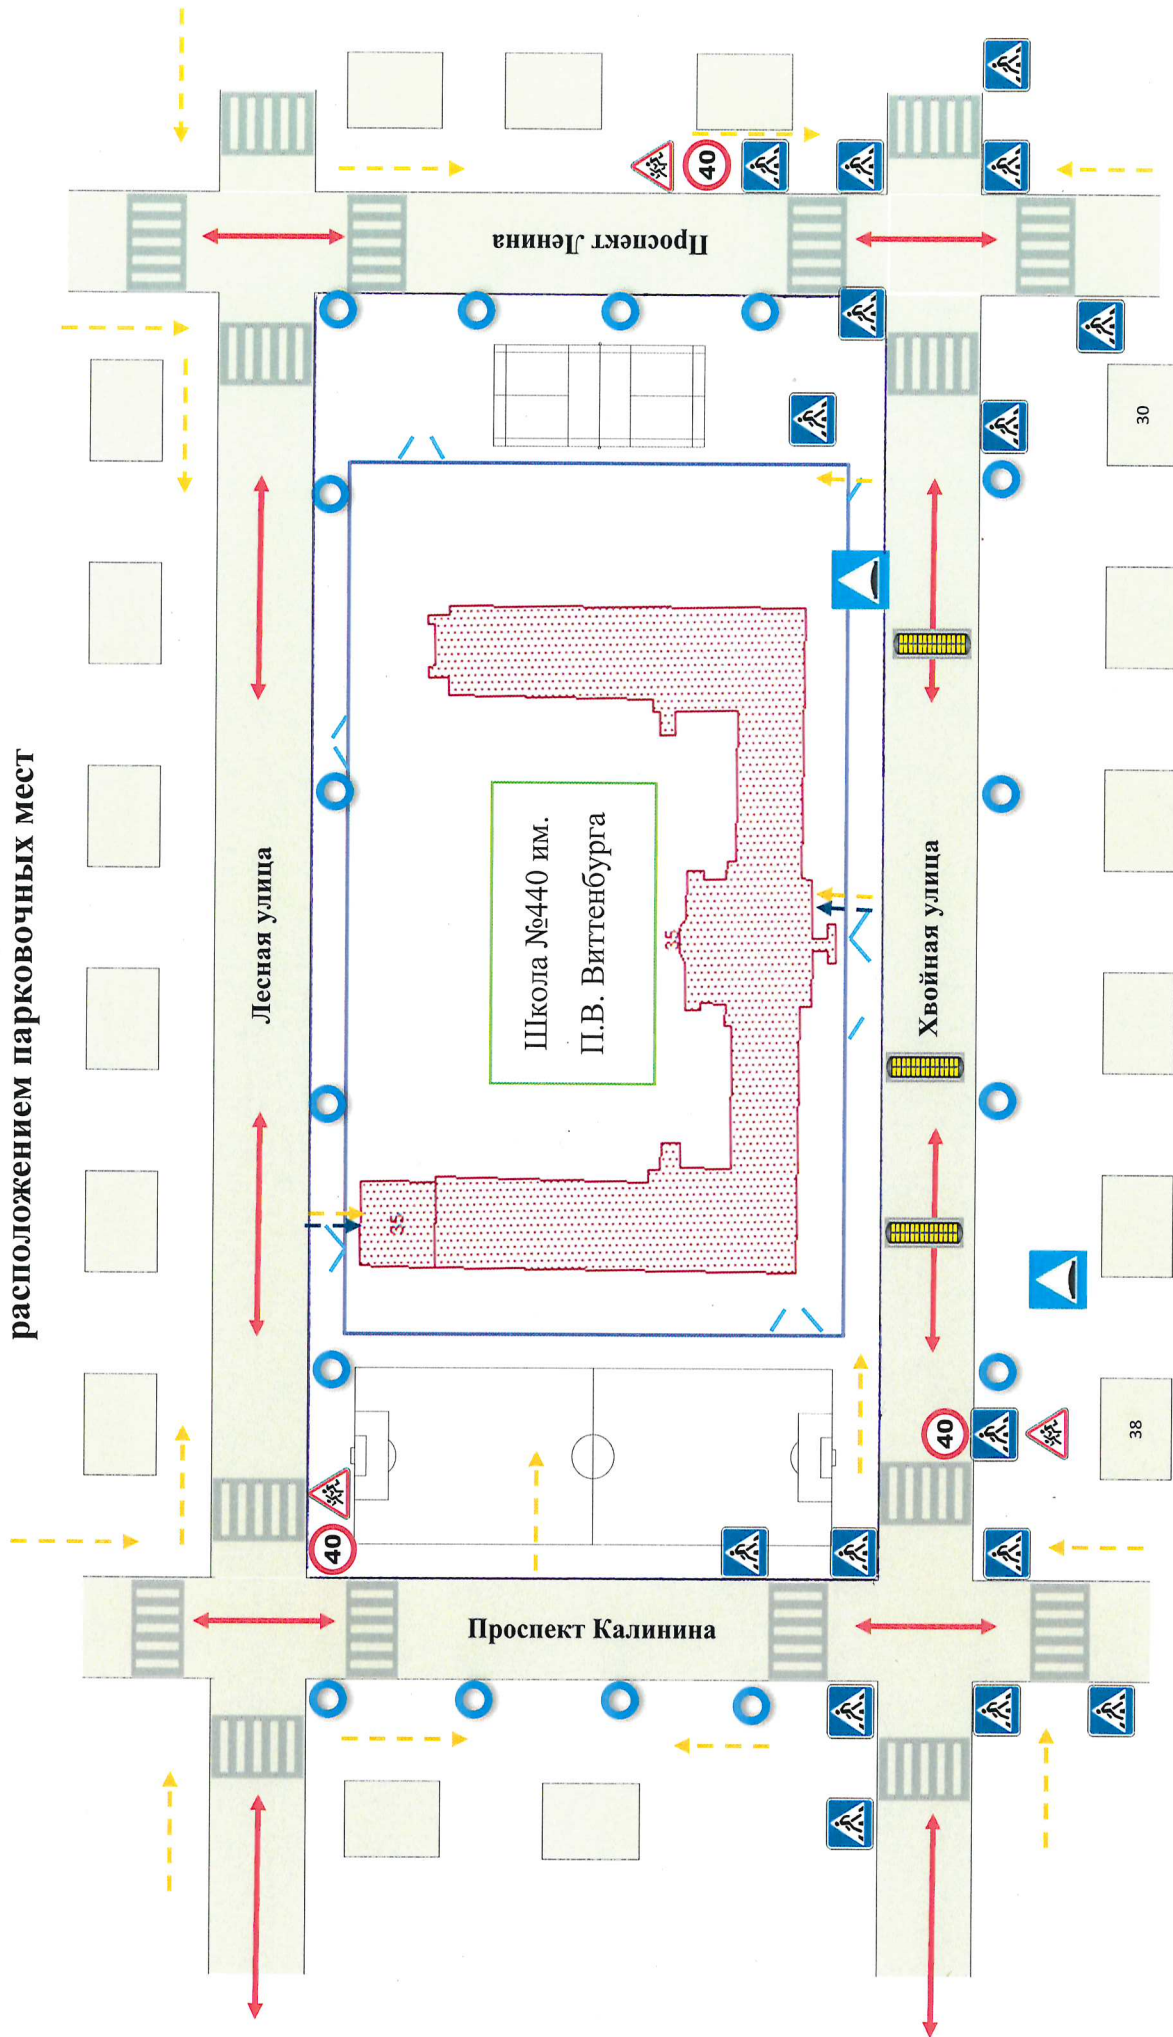 расположением парковочных мест
Лесная улица
Проспект Ленина
Школа №440 им.
П.В. Виттенбурга
35
35
Проспект Калинина
Хвойная улица
40
40
40
38
30